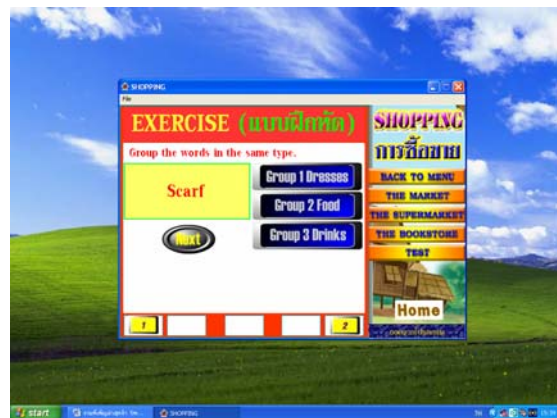 SHOPPING
File
EXERCISE (แบบฝึกหัด)
Group the words in the same type.
Scarf
Next
Group 1 Dresses
Group 2 Food
Group 3 Drinks
1
2
SHOPPING
การซื้อขาย
BACK TO MENU
THE MARKET
THE SUPERMARKET
THE BOOKSTORE
TEST
Home
start
SHOPPING